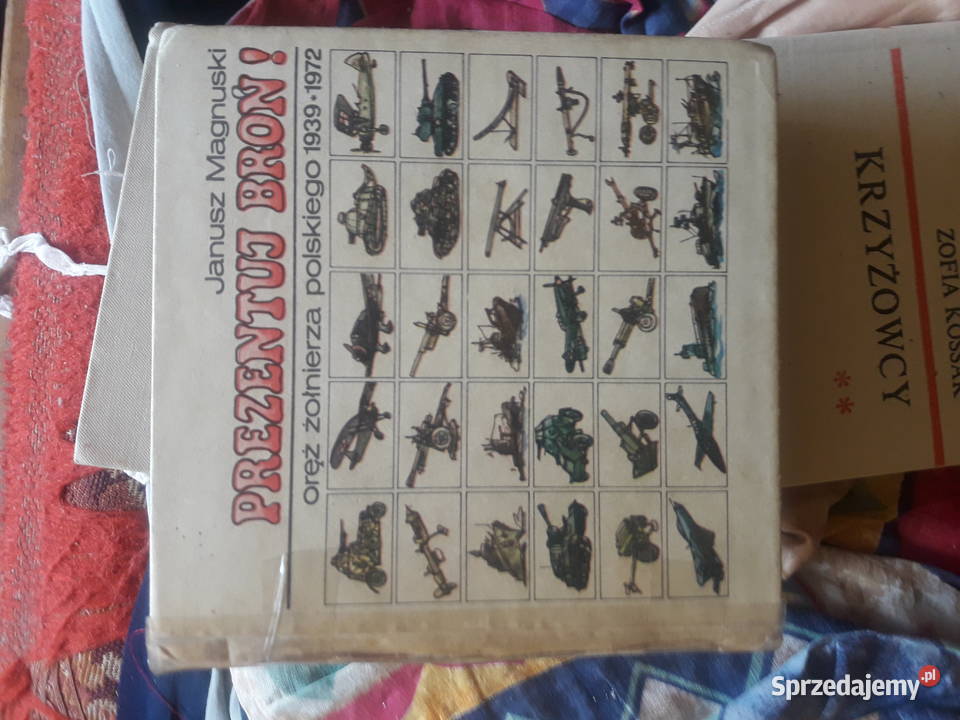 Janusz Magnuski
PREZENTUJ BROŃ!
oręż żołnierza polskiego 1939-1972
ZOFIA KOSSAK
KRZYŻOWCY
**
Sprzedajemy.pl